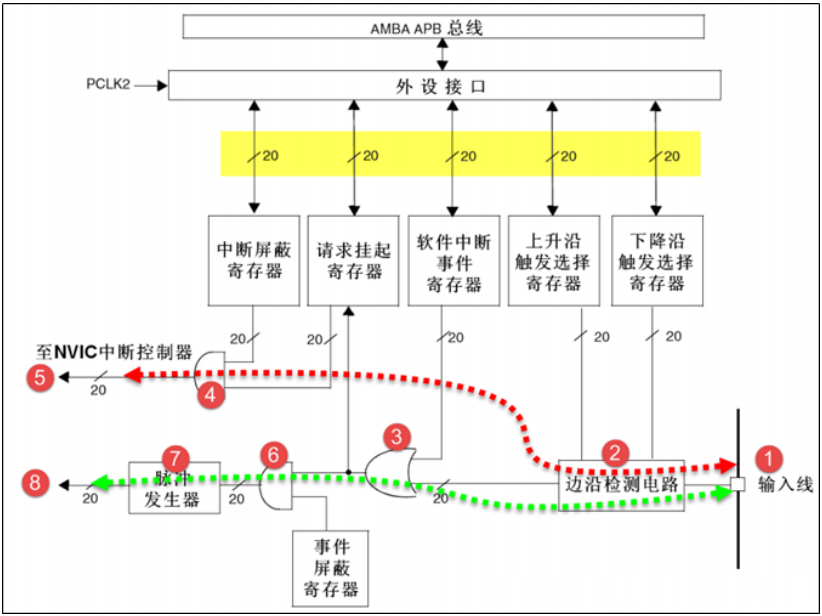 AMBA APB 总线
PCLK2
外设接口
20 20 20 20 20
中断屏蔽
寄存器
请求挂起
寄存器
软件中断
事件
寄存器
上升沿
触发选择
寄存器
下降沿
触发选择
寄存器
20 20 20 20 20
至NVIC中断控制器
5
20
4
3
6
7
2
1
8
20
脉冲
发生器
20
20
边沿检测电路
输入线
事件
屏蔽
寄存器